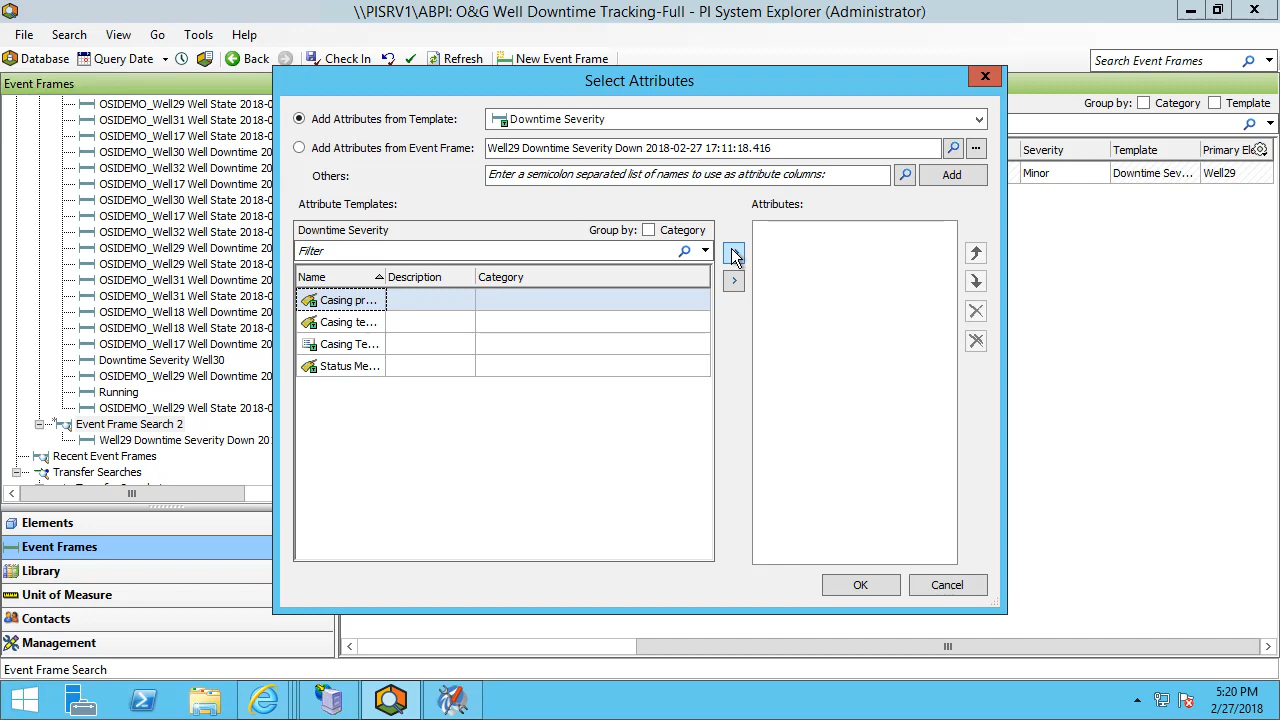 \\PISRV1\ABPI: O&G Well Downtime Tracking-Full - PI System Explorer (Administrator)
File Search View Go Tools Help
Database Query Date Back Check In Refresh New Event Frame
Search Event Frames
Event Frames
Select Attributes
Group by: Category Template
OSIDEMO_Well29 Well State 2018-0
OSIDEMO_Well31 Well Downtime 20
OSIDEMO_Well17 Well State 2018-0
OSIDEMO_Well30 Well State 2018-0
OSIDEMO_Well18 Well State 2018-0
OSIDEMO_Well32 Well Downtime 20
OSIDEMO_Well30 Well Downtime 20
OSIDEMO_Well17 Well Downtime 20
OSIDEMO_Well32 Well State 2018-0
OSIDEMO_Well29 Well Downtime 20
OSIDEMO_Well31 Well Downtime 20
OSIDEMO_Well30 Well State 2018-0
OSIDEMO_Well31 Well State 2018-0
OSIDEMO_Well18 Well Downtime 20
OSIDEMO_Well18 Well State 2018-0
OSIDEMO_Well17 Well Downtime 20
Downtime Severity Well30
OSIDEMO_Well29 Well Downtime 20
Running
OSIDEMO_Well29 Well State 2018-0
Event Frame Search 2
Well29 Downtime Severity Down 201
Recent Event Frames
Transfer Searches
Elements
Event Frames
Library
Unit of Measure
Contacts
Management
Event Frame Search
Add Attributes from Template: Downtime Severity
Add Attributes from Event Frame: Well29 Downtime Severity Down 2018-02-27 17:11:18.416
Others: Enter a semicolon separated list of names to use as attribute columns: Add
Attribute Templates: Attributes:
Downtime Severity Group by: Category
Filter
Name Description Category
Casing pr...
Casing te...
Casing Te...
Status Me...
OK Cancel
Severity Template Primary Ele
Minor Downtime Sev... Well29
5:20 PM
2/27/2018